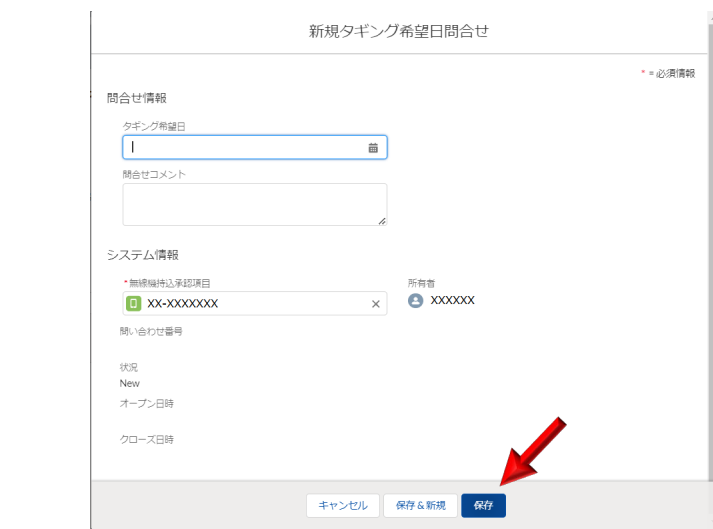 新規タギング希望日問合せ
* = 必須情報
問合せ情報
タギング希望日
問合せコメント
システム情報
*無線機持込承認項目
XX-XXXXXXX
所有者
XXXXXX
問い合わせ番号
状況
New
オープン日時
クローズ日時
キャンセル 保存 & 新規 保存